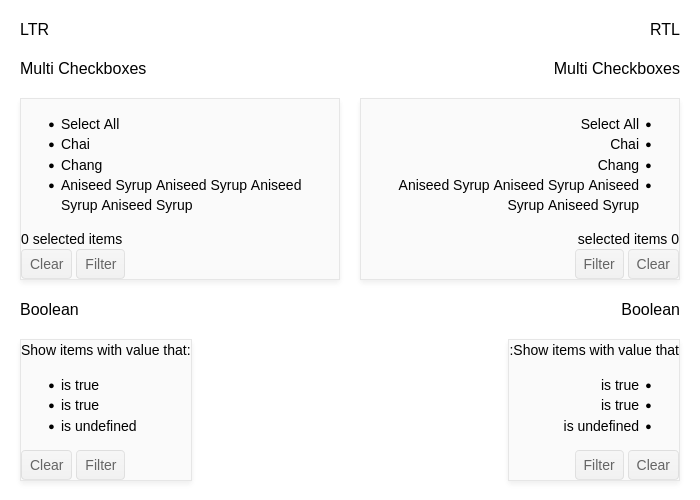 LTR
Multi Checkboxes
Select All
Chai
Chang
Aniseed Syrup Aniseed Syrup Aniseed
Syrup Aniseed Syrup
0 selected items
Clear Filter
Boolean
Show items with value that:
is true
is true
is undefined
Clear Filter
RTL
Multi Checkboxes
Select All
Chai
Chang
Aniseed Syrup Aniseed Syrup Aniseed
Syrup Aniseed Syrup
selected items 0
Filter Clear
Boolean
:Show items with value that
is true
is true
is undefined
Filter Clear